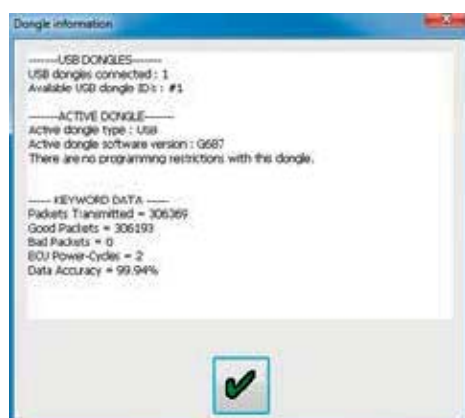 Dongle information
-------USB DONGLES-------
USB dongles connected : 1
Available USB dongle ID's : #1
-------ACTIVE DONGLE-------
Active dongle type : USB
Active dongle software version : G687
There are no programming restrictions with this dongle.
----- KEYWORD DATA -----
Packets Transmitted = 306369
Good Packets = 306193
Bad Packets = 0
ECU Power-Cycles = 2
Data Accuracy = 99.94%